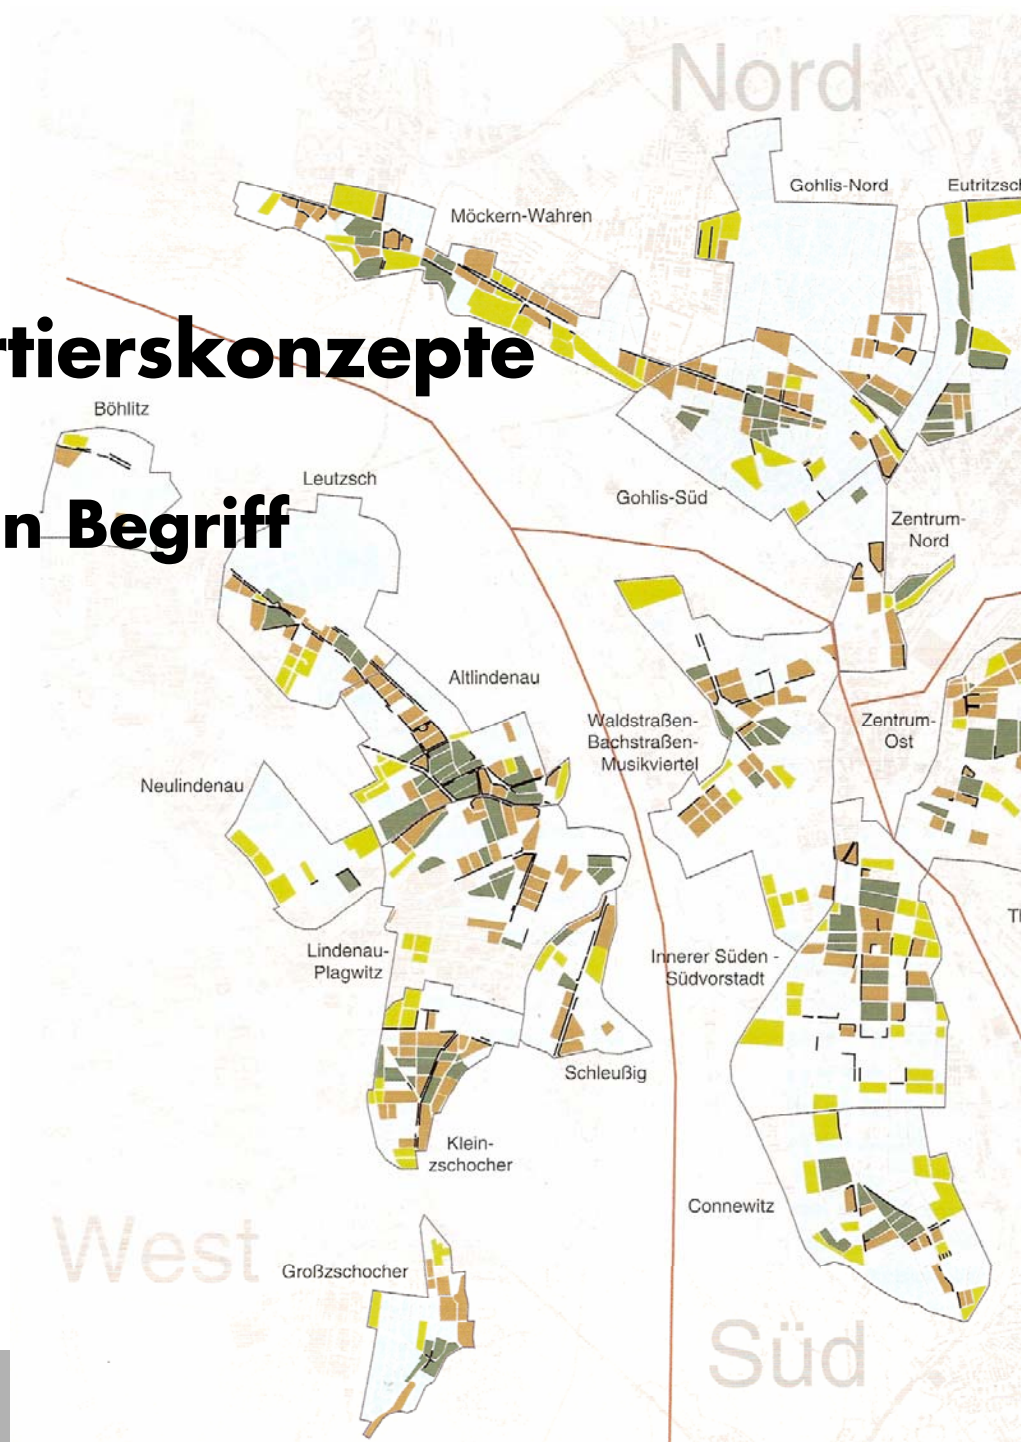 Nord
Gohlis-Nord
Eutritzsch
Möckern-Wahren
rtierskonzepte
Böhlitz
Leutzsch
Gohlis-Süd
n Begriff
Zentrum-
Nord
Altlindenau
Waldstraßen-
Bachstraßen-
Musikviertel
Zentrum-
Ost
Neulindenau
Lindenau-
Plagwitz
Innerer Süden -
Südvorstadt
Schleußig
Klein-
zschocher
Connewitz
West
Großzschocher
Süd